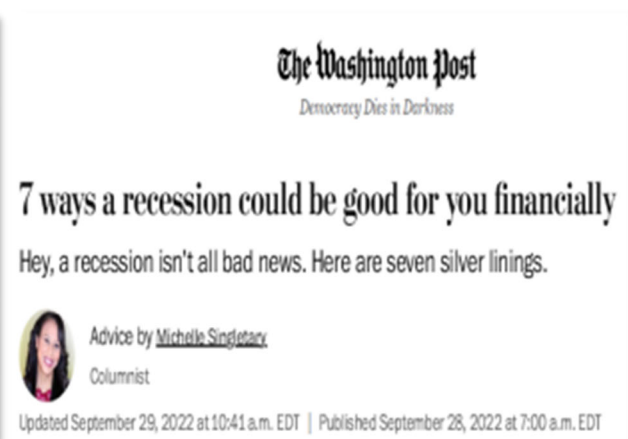 The Washington Post
Democracy Dies in Darkness
7 ways a recession could be good for you financially
Hey, a recession isn't all bad news. Here are seven silver linings.
Advice by Michelle Singletary
Columnist
Updated September 29, 2022 at 10:41 a.m. EDT | Published September 28, 2022 at 7:00 a.m. EDT